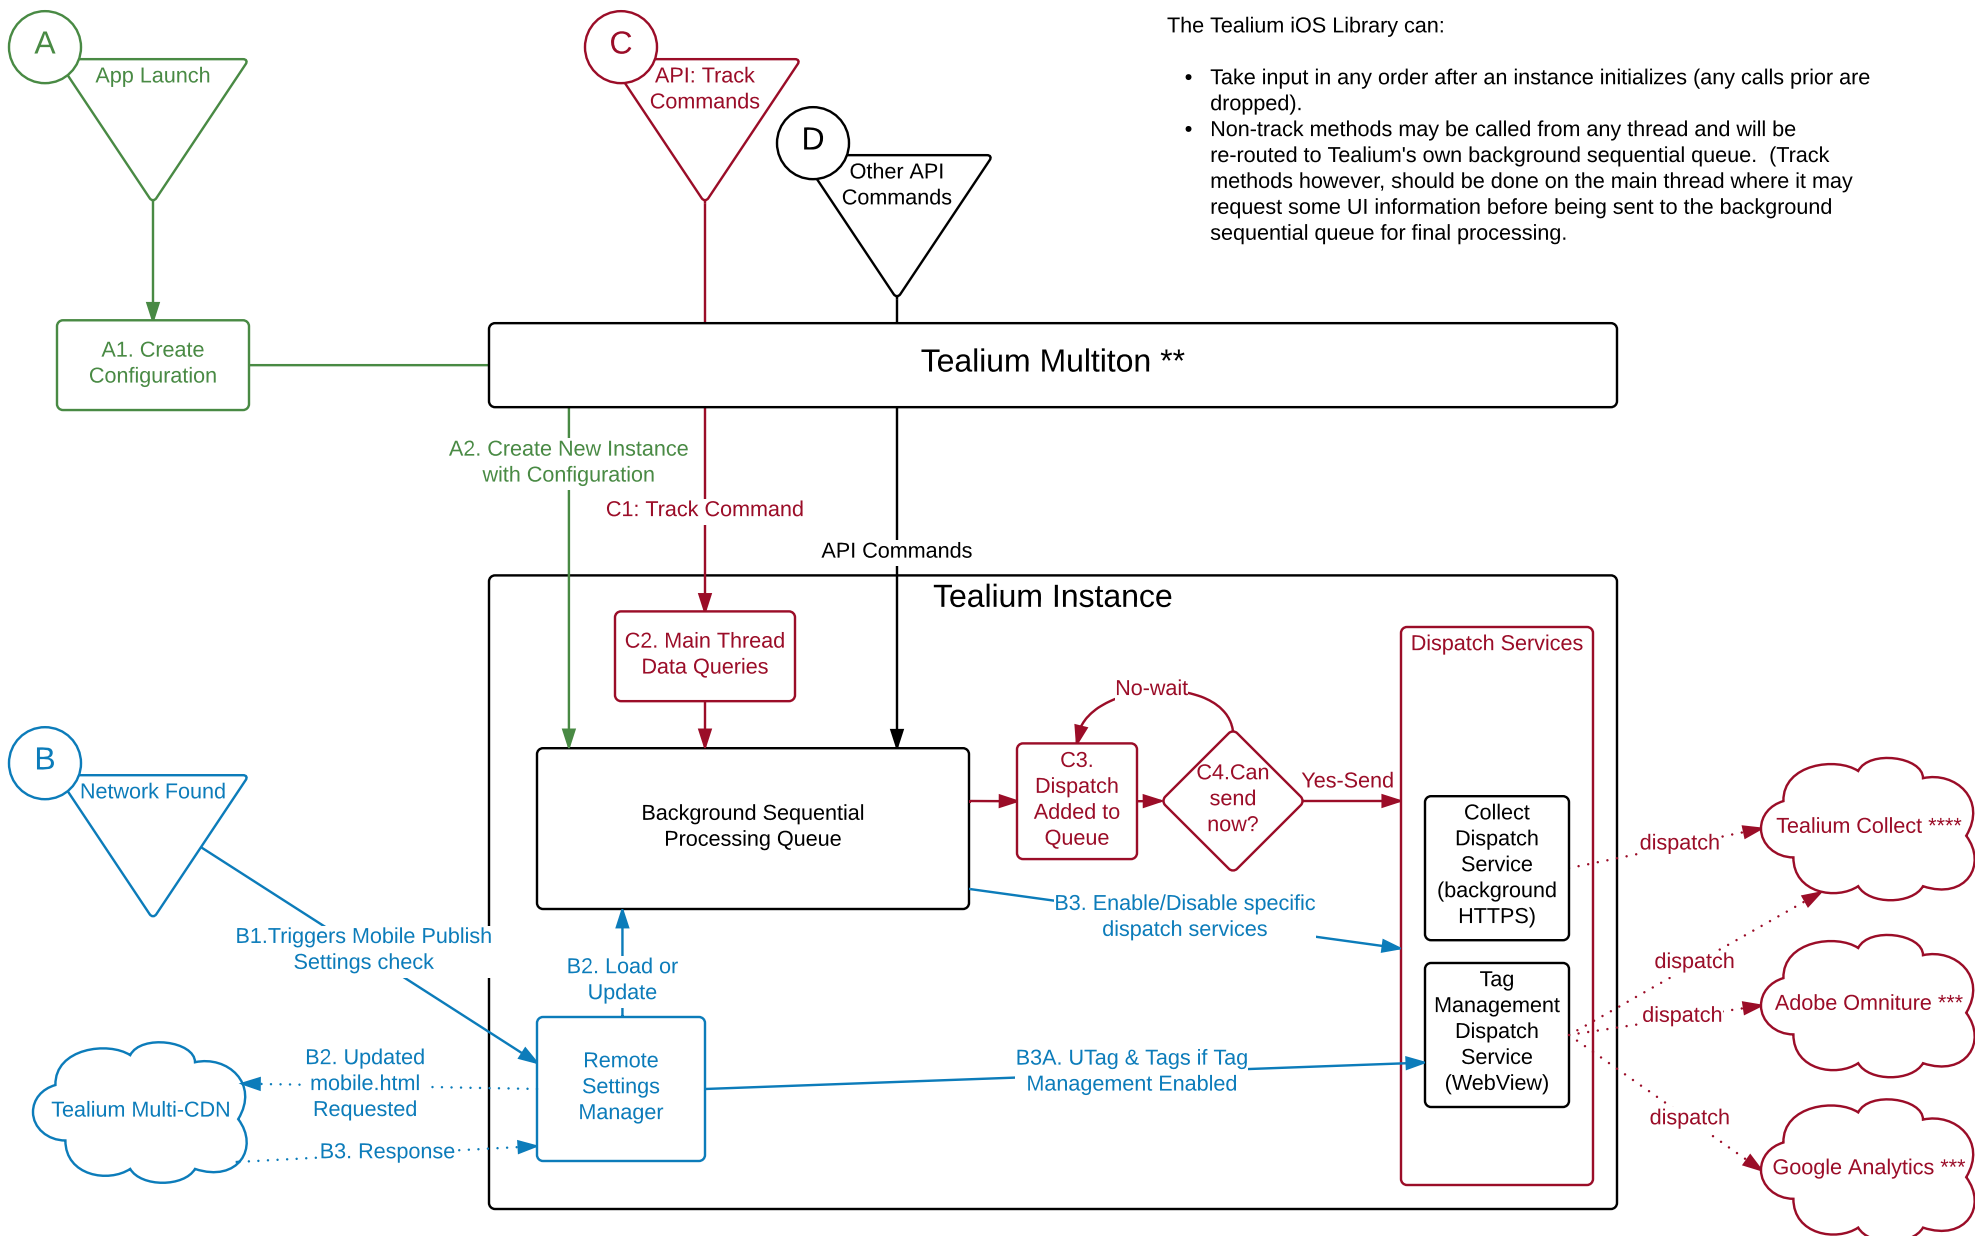 A
App Launch
C
API: Track
Commands
D
Other API
Commands
The Tealium iOS Library can:
• Take input in any order after an instance initializes (any calls prior are
dropped).
• Non-track methods may be called from any thread and will be
re-routed to Tealium's own background sequential queue.  (Track
methods however, should be done on the main thread where it may
request some UI information before being sent to the background
sequential queue for final processing.
A1. Create
Configuration
Tealium Multiton **
A2. Create New Instance
with Configuration
C1: Track Command
API Commands
Tealium Instance
C2. Main Thread
Data Queries
Dispatch Services
No-wait
B
Network Found
Background Sequential
Processing Queue
C3.
Dispatch
Added to
Queue
C4.Can
send
now?
Yes-Send
Collect
Dispatch
Service
(background
HTTPS)
dispatch
Tealium Collect ****
B3. Enable/Disable specific
dispatch services
B1.Triggers Mobile Publish
Settings check
B2. Load or
Update
Tag
Management
Dispatch
Service
(WebView)
dispatch
dispatch
Adobe Omniture ***
Remote
Settings
Manager
B3A. UTag & Tags if Tag
Management Enabled
B2. Updated
mobile.html
Requested
Tealium Multi-CDN
B3. Response
dispatch
Google Analytics ***